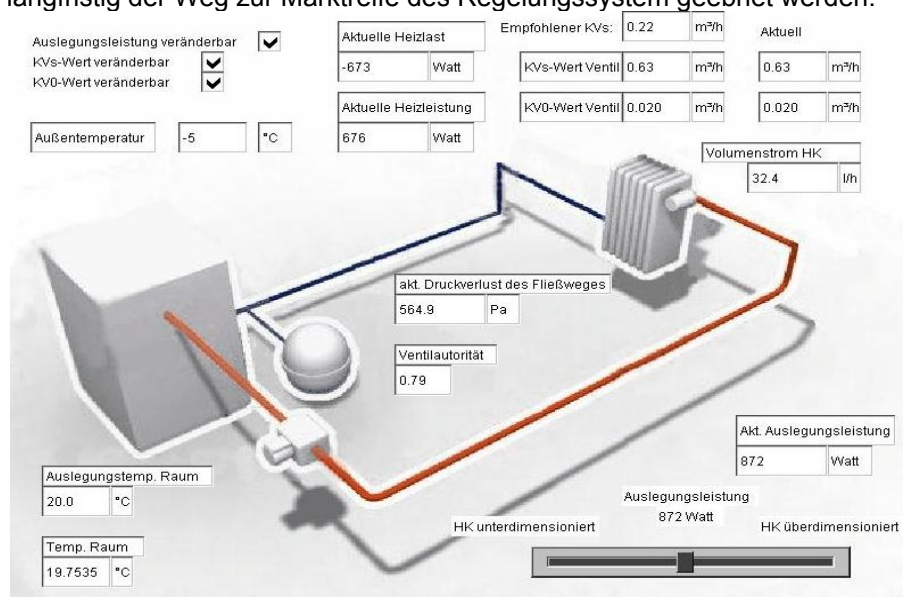 langfristig der Weg zur Marktreife des Regelungssystem geebnet werden.
Auslegungsleistung veränderbar
KVs-Wert veränderbar
KV0-Wert veränderbar
Außentemperatur -5 °C
Aktuelle Heizlast
-673 Watt
Aktuelle Heizleistung
676 Watt
Empfohlener KVs: 0.22 m³/h Aktuell
KVs-Wert Ventil 0.63 m³/h 0.63 m³/h
KV0-Wert Ventil 0.020 m³/h 0.020 m³/h
Volumenstrom HK
32.4 l/h
akt. Druckverlust des Fließweges
564.9 Pa
Ventilautorität
0.79
Akt. Auslegungsleistung
872 Watt
Auslegungstemp. Raum
20.0 °C
Temp. Raum
19.7535 °C
Auslegungsleistung
872 Watt
HK unterdimensioniert HK überdimensioniert